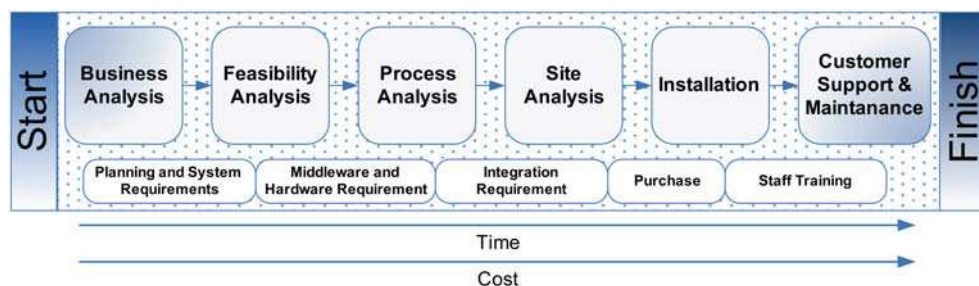 Start
Business
Analysis
Feasibility
Analysis
Process
Analysis
Site
Analysis
Installation
Customer
Support &
Maintanance
Finish
Planning and System
Requirements
Middleware and
Hardware Requirement
Integration
Requirement
Purchase
Staff Training
Time
Cost